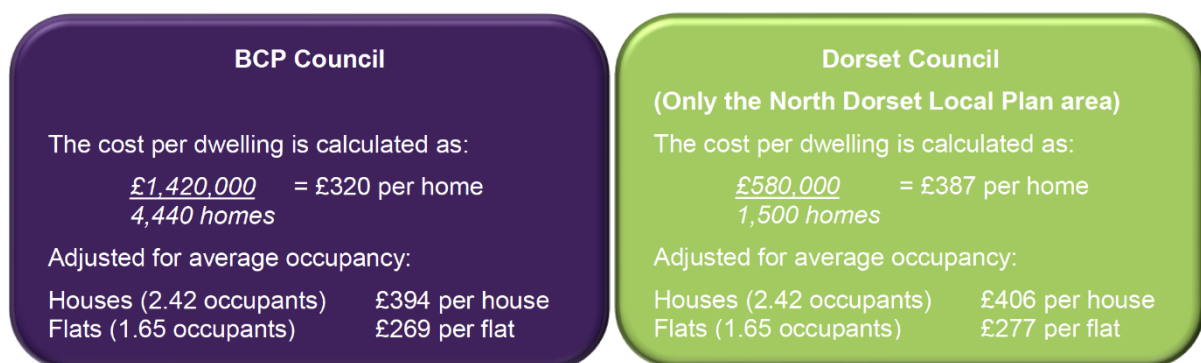 BCP Council
The cost per dwelling is calculated as:
£1,420,000 = £320 per home
4,440 homes
Adjusted for average occupancy:
Houses (2.42 occupants) £394 per house
Flats (1.65 occupants) £269 per flat
Dorset Council
(Only the North Dorset Local Plan area)
The cost per dwelling is calculated as:
£580,000 = £387 per home
1,500 homes
Adjusted for average occupancy:
Houses (2.42 occupants) £406 per house
Flats (1.65 occupants) £277 per flat